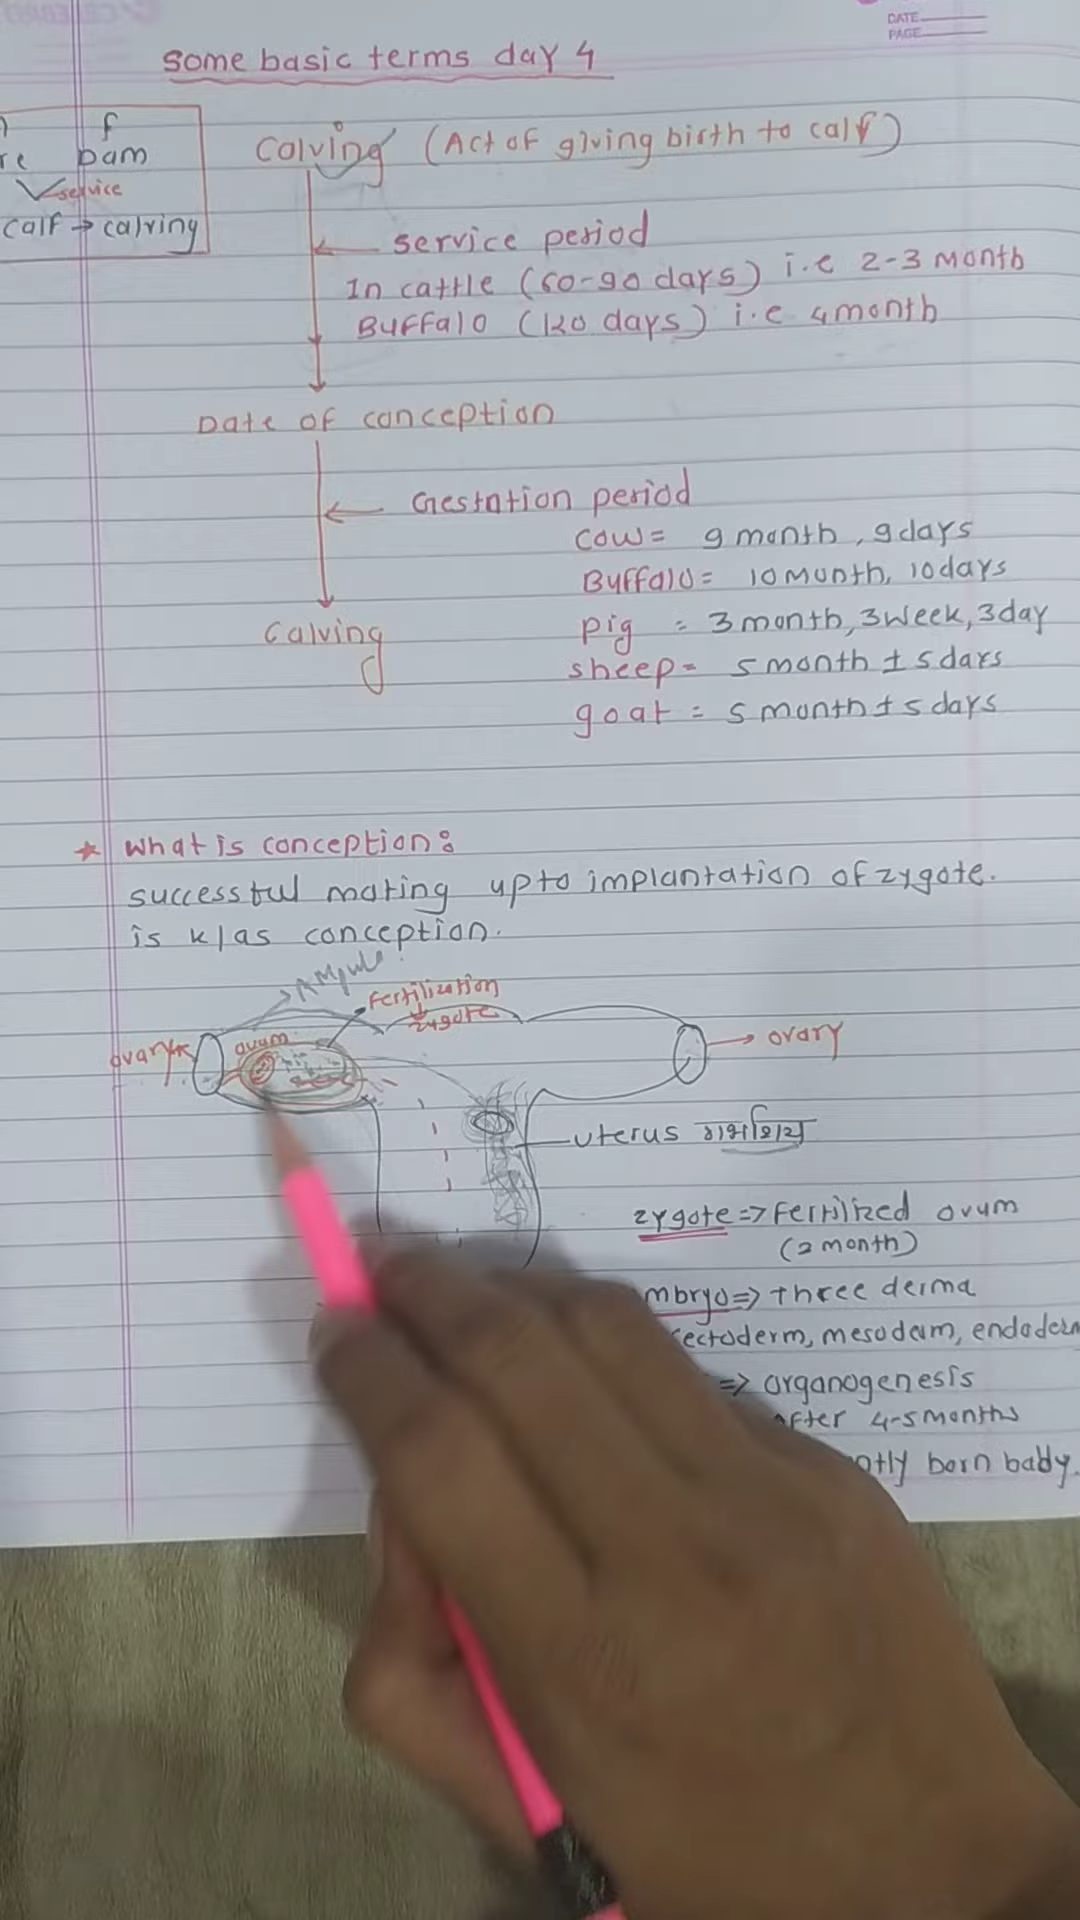 DATE
PAGE
some basic terms day 4
f
re Dam
service
calf → calving
calving (Act of giving birth to calf)
service period
In cattle (60-90 days) i.e 2-3 month
Buffalo (120 days) i.e 4 month
Date of conception
Gestation period
cow = 9 month, 9 days
Buffalo = 10 month, 10 days
pig = 3 month, 3 week, 3 day
sheep = 5 month ± 5 days
goat = 5 month ± 5 days
calving
* what is conception:
successful mating upto implantation of zygote.
is k/as conception.
Fertilization
zygote
ovary
ovum
ovary
uterus
zygote => Fertilized ovum
(2 month)
mbryo => three derma
ectoderm, mesoderm, endoderm
=> organogenesis
After 4-5 months
ntly born baby.